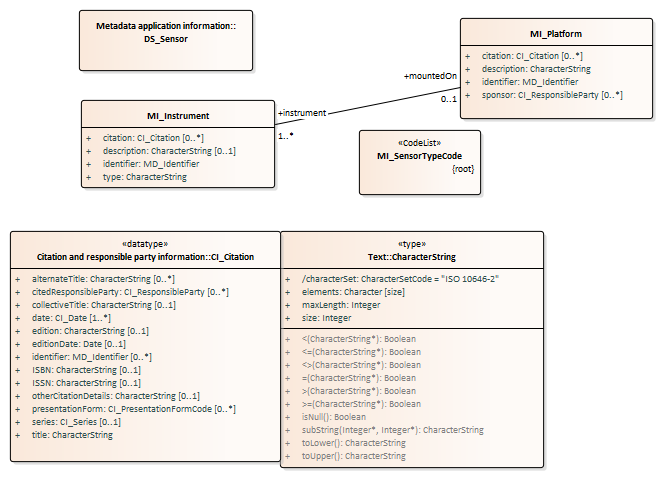 Metadata application information::
DS_Sensor
MI_Platform
+ citation: CI_Citation [0..*]
+ description: CharacterString
+ identifier: MD_Identifier
+ sponsor: CI_ResponsibleParty [0..*]
+mountedOn
0..1
+instrument
1..*
MI_Instrument
+ citation: CI_Citation [0..*]
+ description: CharacterString [0..1]
+ identifier: MD_Identifier
+ type: CharacterString
«CodeList»
MI_SensorTypeCode
{root}
«datatype»
Citation and responsible party information::CI_Citation
+ alternateTitle: CharacterString [0..*]
+ citedResponsibleParty: CI_ResponsibleParty [0..*]
+ collectiveTitle: CharacterString [0..1]
+ date: CI_Date [1..*]
+ edition: CharacterString [0..1]
+ editionDate: Date [0..1]
+ identifier: MD_Identifier [0..*]
+ ISBN: CharacterString [0..1]
+ ISSN: CharacterString [0..1]
+ otherCitationDetails: CharacterString [0..1]
+ presentationForm: CI_PresentationFormCode [0..*]
+ series: CI_Series [0..1]
+ title: CharacterString
«type»
Text::CharacterString
+ /characterSet: CharacterSetCode = "ISO 10646-2"
+ elements: Character [size]
+ maxLength: Integer
+ size: Integer
+ <(CharacterString*): Boolean
+ <=(CharacterString*): Boolean
+ <>(CharacterString*): Boolean
+ =(CharacterString*): Boolean
+ >(CharacterString*): Boolean
+ >=(CharacterString*): Boolean
+ isNull(): Boolean
+ subString(Integer*, Integer*): CharacterString
+ toLower(): CharacterString
+ toUpper(): CharacterString